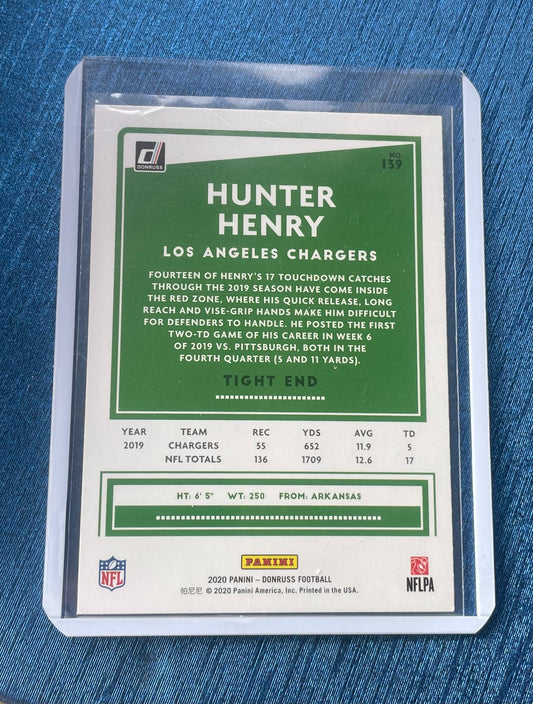 DONRUSS
NO.
139
HUNTER
HENRY
LOS ANGELES CHARGERS
FOURTEEN OF HENRY'S 17 TOUCHDOWN CATCHES
THROUGH THE 2019 SEASON HAVE COME INSIDE
THE RED ZONE, WHERE HIS QUICK RELEASE, LONG
REACH AND VISE-GRIP HANDS MAKE HIM DIFFICULT
FOR DEFENDERS TO HANDLE. HE POSTED THE FIRST
TWO-TD GAME OF HIS CAREER IN WEEK 6
OF 2019 VS. PITTSBURGH, BOTH IN THE
FOURTH QUARTER (5 AND 11 YARDS).
TIGHT END
YEAR TEAM REC YDS AVG TD
2019 CHARGERS 55 652 11.9 5
NFL TOTALS 136 1709 12.6 17
HT: 6' 5" WT: 250 FROM: ARKANSAS
NFL
PANINI
NFLPA
2020 PANINI – DONRUSS FOOTBALL
帕尼尼 © 2020 Panini America, Inc. Printed in the USA.